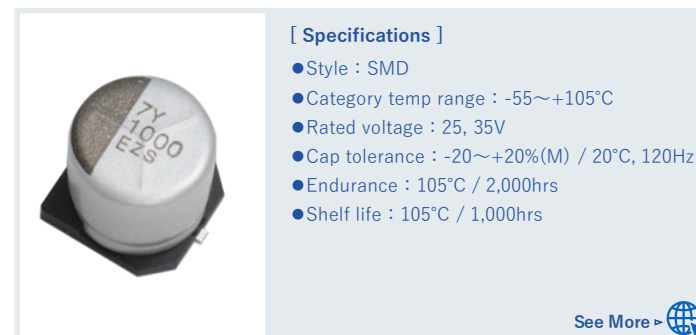 7Y
1000
EZS
[ Specifications ]
●Style：SMD
●Category temp range：-55～+105℃
●Rated voltage：25, 35V
●Cap tolerance：-20～+20%(M) / 20℃, 120Hz
●Endurance：105℃ / 2,000hrs
●Shelf life：105℃ / 1,000hrs
See More ▹